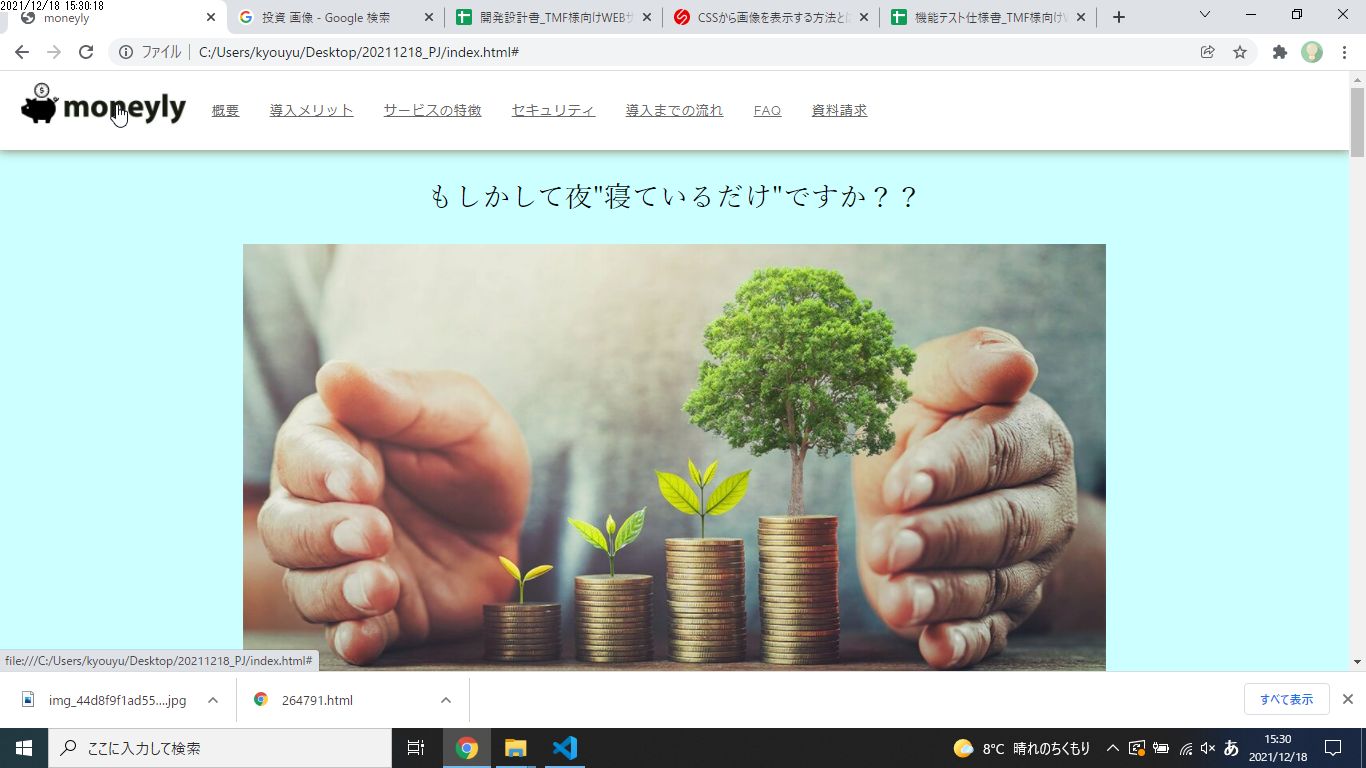 2021/12/18 15:30:18
moneyly
投資 画像 - Google 検索
開発設計書_TMF様向けWEBサ
CSSから画像を表示する方法と
機能テスト仕様書_TMF様向けW
ファイル
C:/Users/kyouyu/Desktop/20211218_PJ/index.html#
moneyly 概要 導入メリット サービスの特徴 セキュリティ 導入までの流れ FAQ 資料請求
もしかして夜"寝ているだけ"ですか？？
file:///C:/Users/kyouyu/Desktop/20211218_PJ/index.html#
img_44d8f9f1ad55....jpg
264791.html
すべて表示
ここに入力して検索
8°C 晴れのちくもり
あ
15:30
2021/12/18